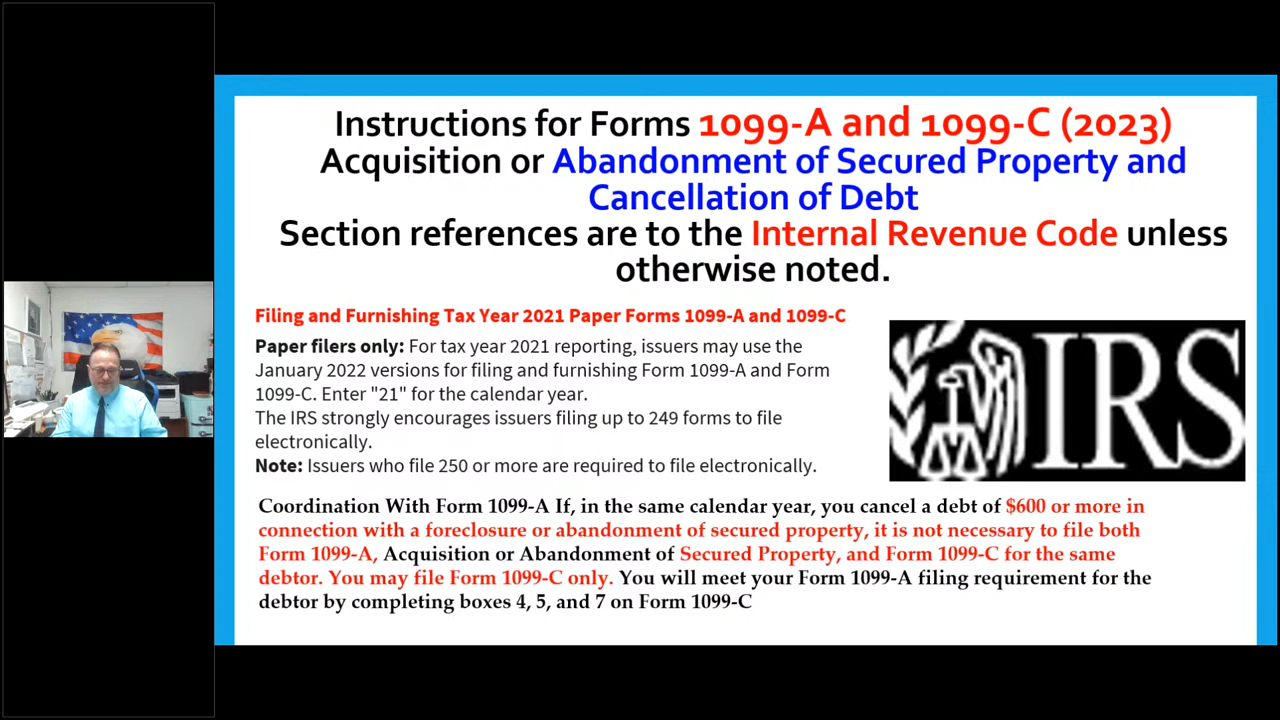 Instructions for Forms 1099-A and 1099-C (2023)
Acquisition or Abandonment of Secured Property and
Cancellation of Debt
Section references are to the Internal Revenue Code unless
otherwise noted.
Filing and Furnishing Tax Year 2021 Paper Forms 1099-A and 1099-C
Paper filers only: For tax year 2021 reporting, issuers may use the
January 2022 versions for filing and furnishing Form 1099-A and Form
1099-C. Enter "21" for the calendar year.
The IRS strongly encourages issuers filing up to 249 forms to file
electronically.
Note: Issuers who file 250 or more are required to file electronically.
IRS
Coordination With Form 1099-A If, in the same calendar year, you cancel a debt of $600 or more in
connection with a foreclosure or abandonment of secured property, it is not necessary to file both
Form 1099-A, Acquisition or Abandonment of Secured Property, and Form 1099-C for the same
debtor. You may file Form 1099-C only. You will meet your Form 1099-A filing requirement for the
debtor by completing boxes 4, 5, and 7 on Form 1099-C